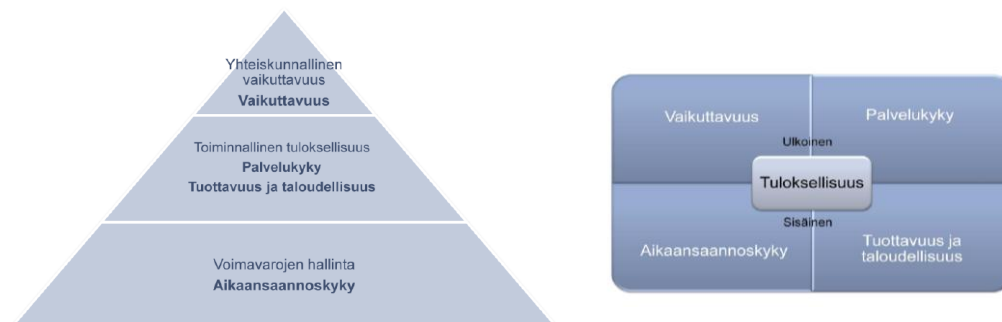 Yhteiskunnallinen
vaikuttavuus
Vaikuttavuus
Toiminnallinen tuloksellisuus
Palvelukyky
Tuottavuus ja taloudellisuus
Voimavarojen hallinta
Aikaansaannoskyky
Vaikuttavuus
Palvelukyky
Ulkoinen
Tuloksellisuus
Sisäinen
Aikaansaannoskyky
Tuottavuus ja
taloudellisuus